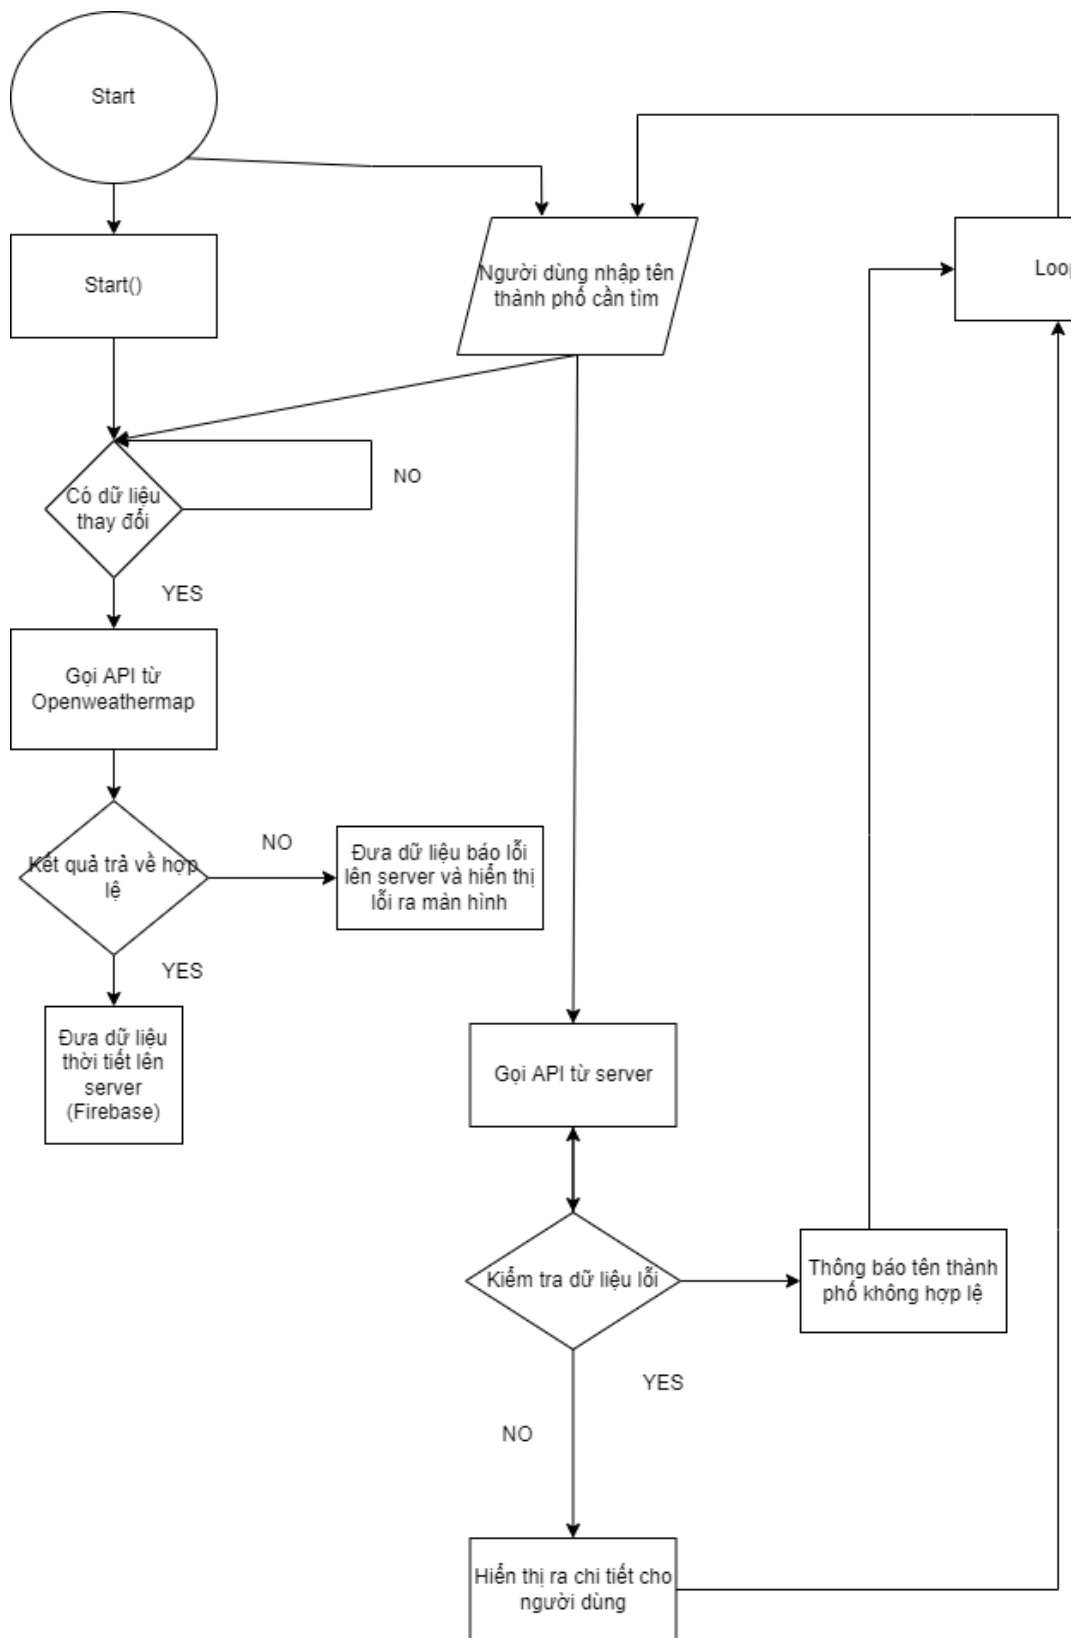 Start
Start()
Người dùng nhập tên
thành phố cần tìm
Loop
Có dữ liệu
thay đổi
NO
YES
Gọi API từ
Openweathermap
Kết quả trả về hợp
lệ
NO
Đưa dữ liệu báo lỗi
lên server và hiển thị
lỗi ra màn hình
YES
Đưa dữ liệu
thời tiết lên
server
(Firebase)
Gọi API từ server
Kiểm tra dữ liệu lỗi
Thông báo tên thành
phố không hợp lệ
YES
NO
Hiển thị ra chi tiết cho
người dùng